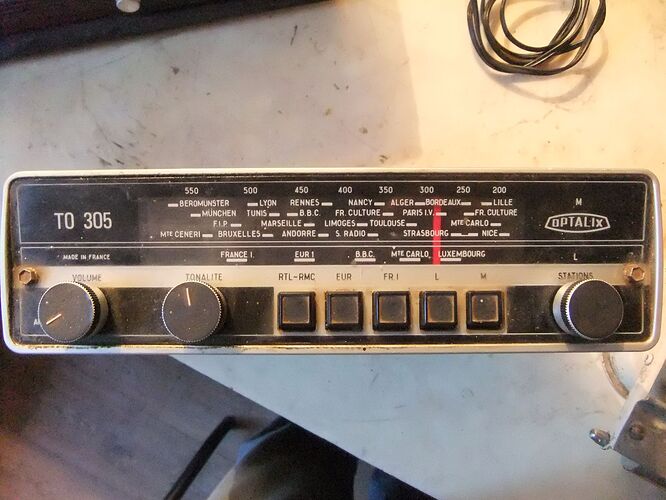 550 500 450 400 350 300 250 200
BEROMUNSTER LYON RENNES NANCY ALGER BORDEAUX LILLE M
MÜNCHEN TUNIS B.B.C. FR. CULTURE PARIS I.V. FR. CULTURE
TO 305 OPTALIX
F.I.P. MARSEILLE LIMOGES TOULOUSE Mte CARLO
Mte CENERI BRUXELLES ANDORRE S. RADIO STRASBOURG NICE
MADE IN FRANCE FRANCE I. EUR 1 B.B.C. Mte CARLO LUXEMBOURG L
VOLUME TONALITE RTL-RMC EUR FR.I L M STATIONS